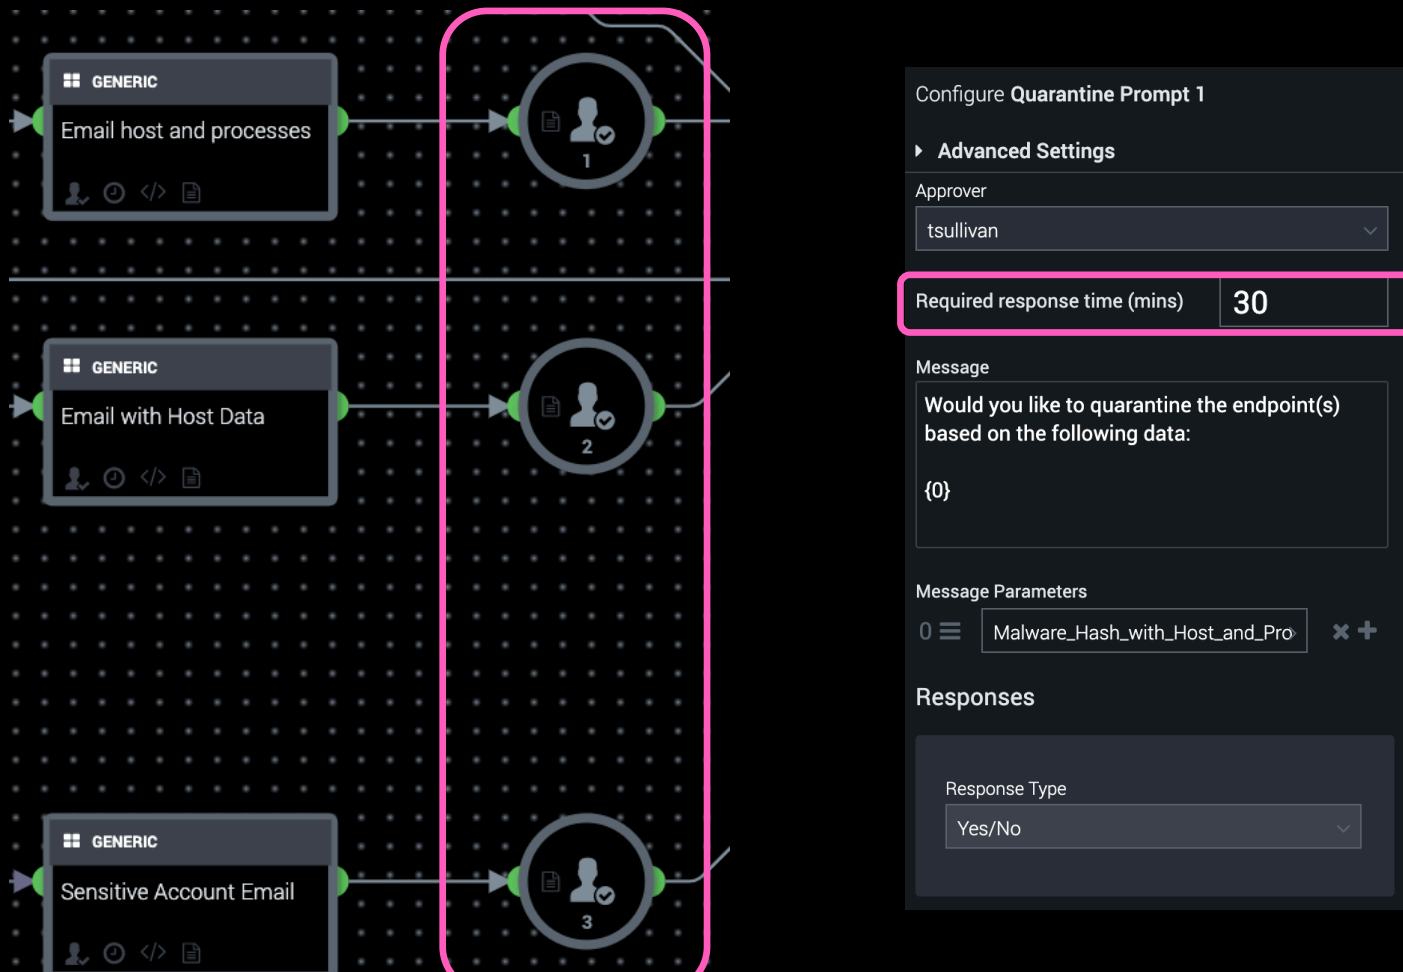 GENERIC
Email host and processes
1
GENERIC
Email with Host Data
2
GENERIC
Sensitive Account Email
3
Configure Quarantine Prompt 1
Advanced Settings
Approver
tsullivan
Required response time (mins) 30
Message
Would you like to quarantine the endpoint(s)
based on the following data:
{0}
Message Parameters
0 Malware_Hash_with_Host_and_Pro
Responses
Response Type
Yes/No